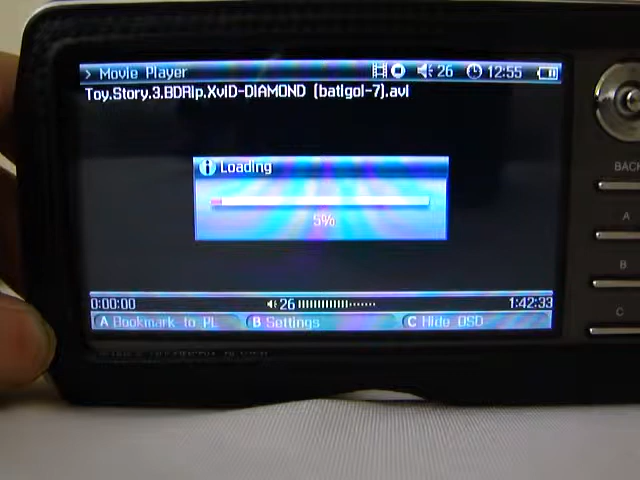 > Movie Player 26 12:55
Toy.Story.3.BDRip.XviD-DIAMOND (batigol-7).avi
i Loading
5%
0:00:00 26 1:42:33
A Bookmark to PL B Settings C Hide OSD
BACK
A
B
C